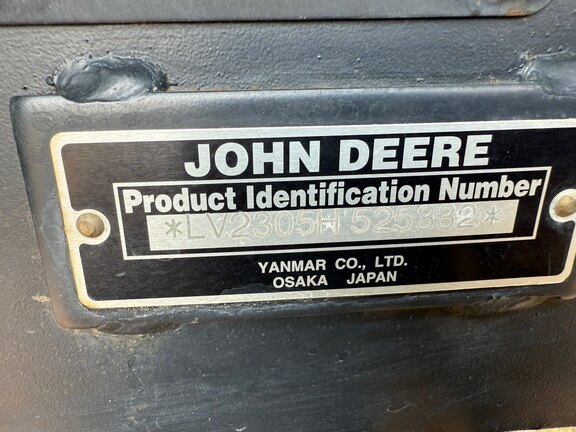 JOHN DEERE
Product Identification Number
*LV2305H525332*
YANMAR CO., LTD.
OSAKA JAPAN